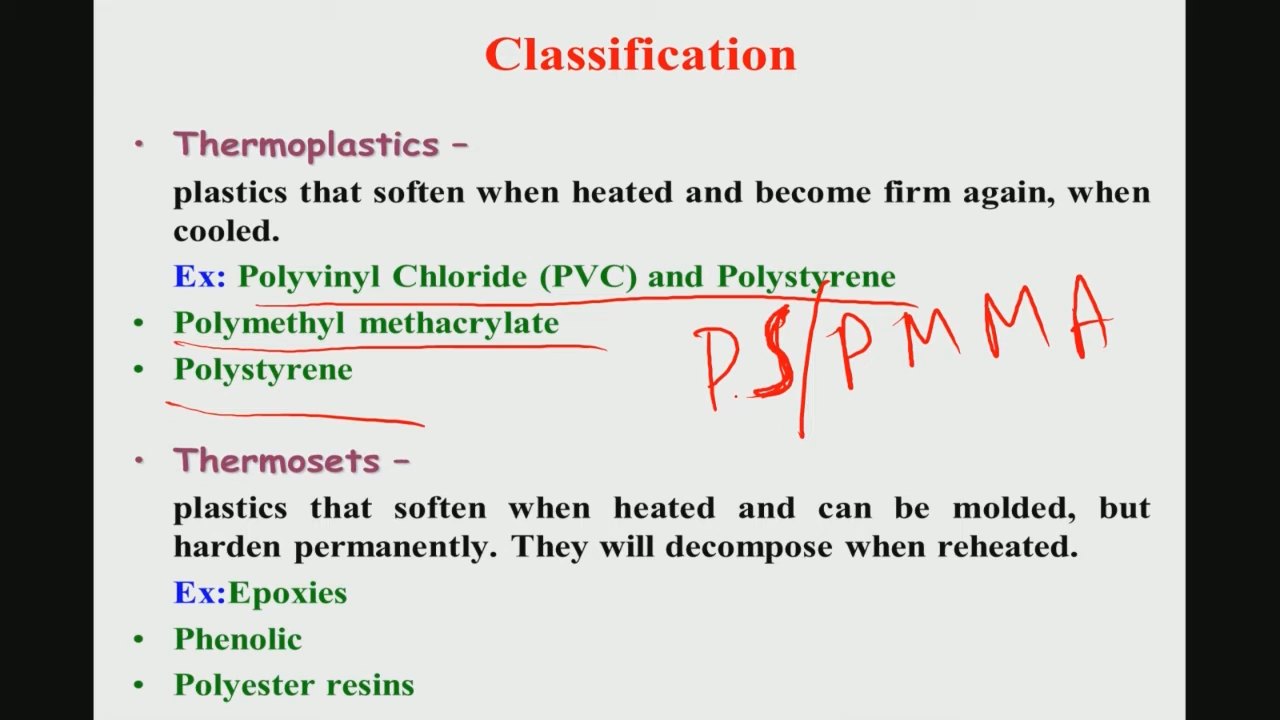 Classification
• Thermoplastics –
plastics that soften when heated and become firm again, when
cooled.
Ex: Polyvinyl Chloride (PVC) and Polystyrene
• Polymethyl methacrylate
P.S/PMMA
• Polystyrene
• Thermosets –
plastics that soften when heated and can be molded, but
harden permanently. They will decompose when reheated.
Ex:Epoxies
• Phenolic
• Polyester resins